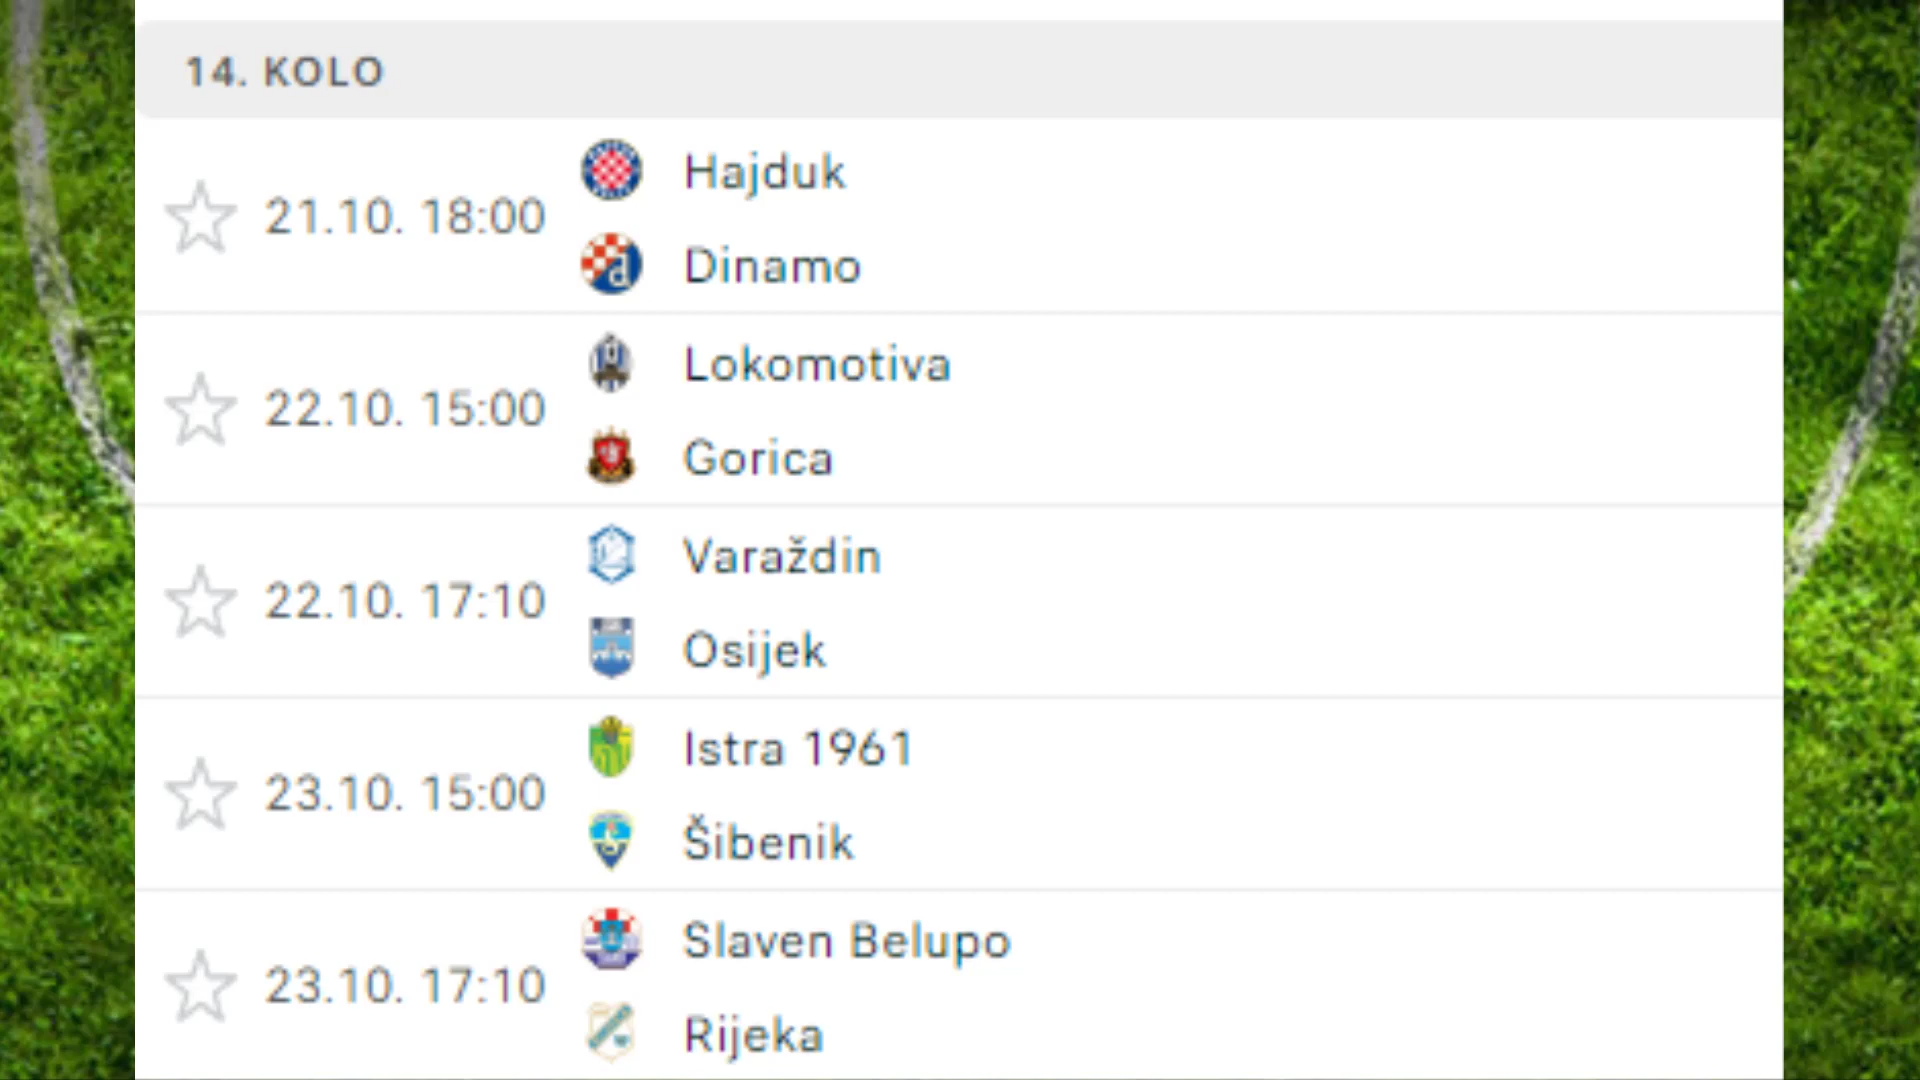 14. KOLO
21.10. 18:00
Hajduk
Dinamo
22.10. 15:00
Lokomotiva
Gorica
22.10. 17:10
Varaždin
Osijek
23.10. 15:00
Istra 1961
Šibenik
23.10. 17:10
Slaven Belupo
Rijeka